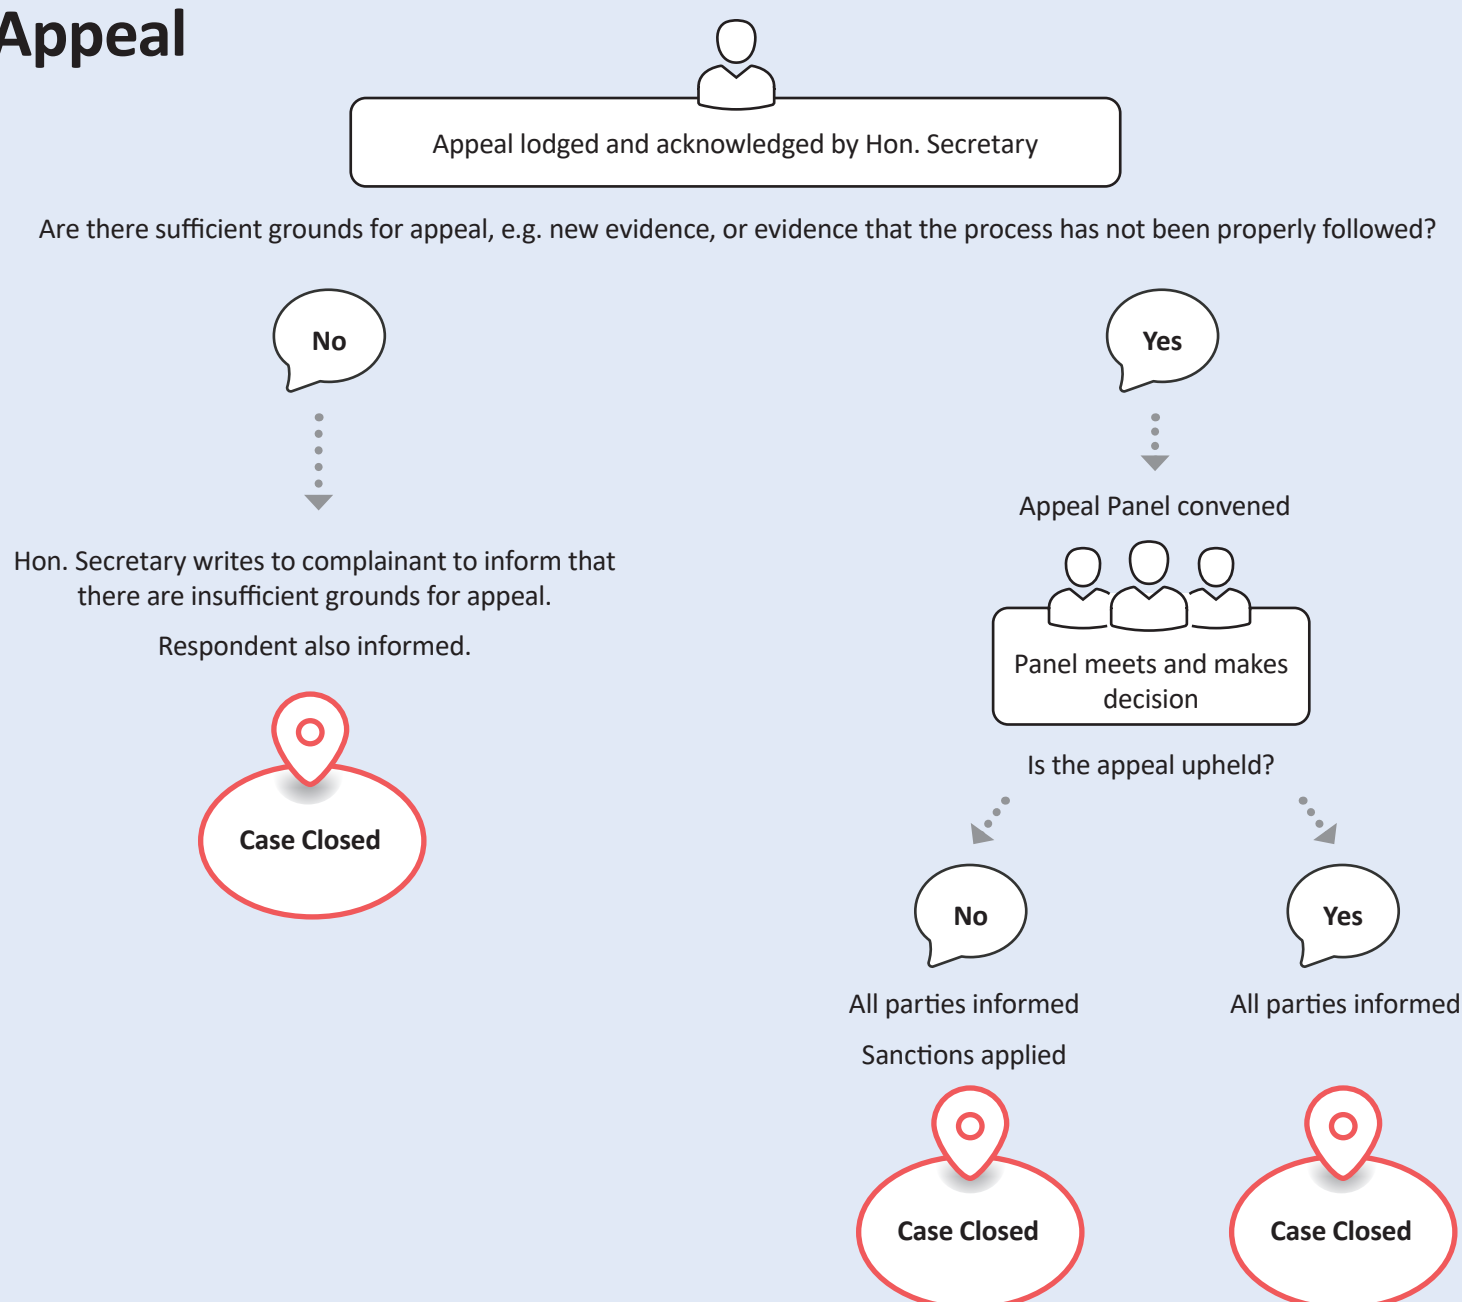 Appeal
Appeal lodged and acknowledged by Hon. Secretary
Are there sufficient grounds for appeal, e.g. new evidence, or evidence that the process has not been properly followed?
No
Yes
Hon. Secretary writes to complainant to inform that
there are insufficient grounds for appeal.
Respondent also informed.
Case Closed
Appeal Panel convened
Panel meets and makes
decision
Is the appeal upheld?
No
Yes
All parties informed
Sanctions applied
Case Closed
All parties informed
Case Closed